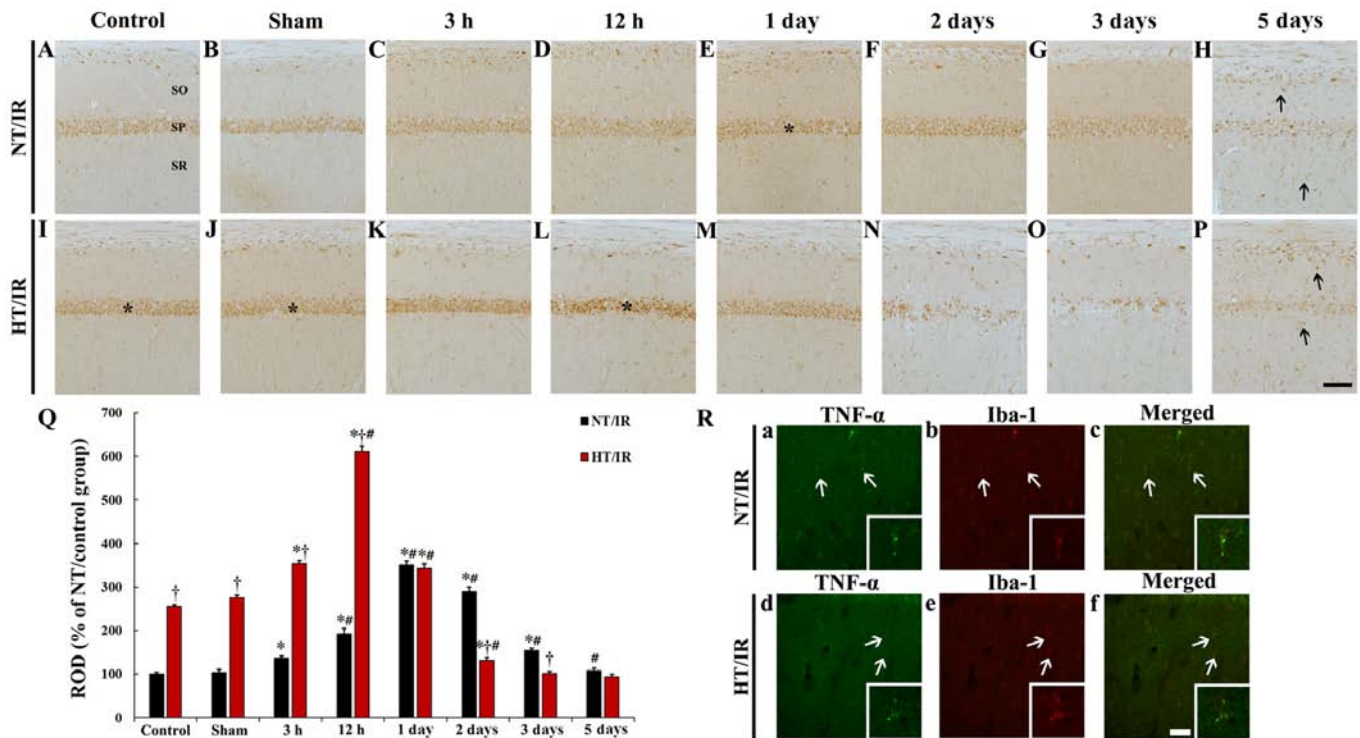 Control Sham 3 h 12 h 1 day 2 days 3 days 5 days
NT/IR
A B C D E F G H
SO
SP
SR
*
HT/IR
I J K L M N O P
* * *
Q
ROD (% of NT/control group)
700
600
500
400
300
200
100
0
NT/IR
HT/IR
†
†
*
*†
*#
*†#
*# *#
*#
*†#
*#
†
#
Control Sham 3 h 12 h 1 day 2 days 3 days 5 days
R
TNF-α Iba-1 Merged
NT/IR
a b c
TNF-α Iba-1 Merged
HT/IR
d e f